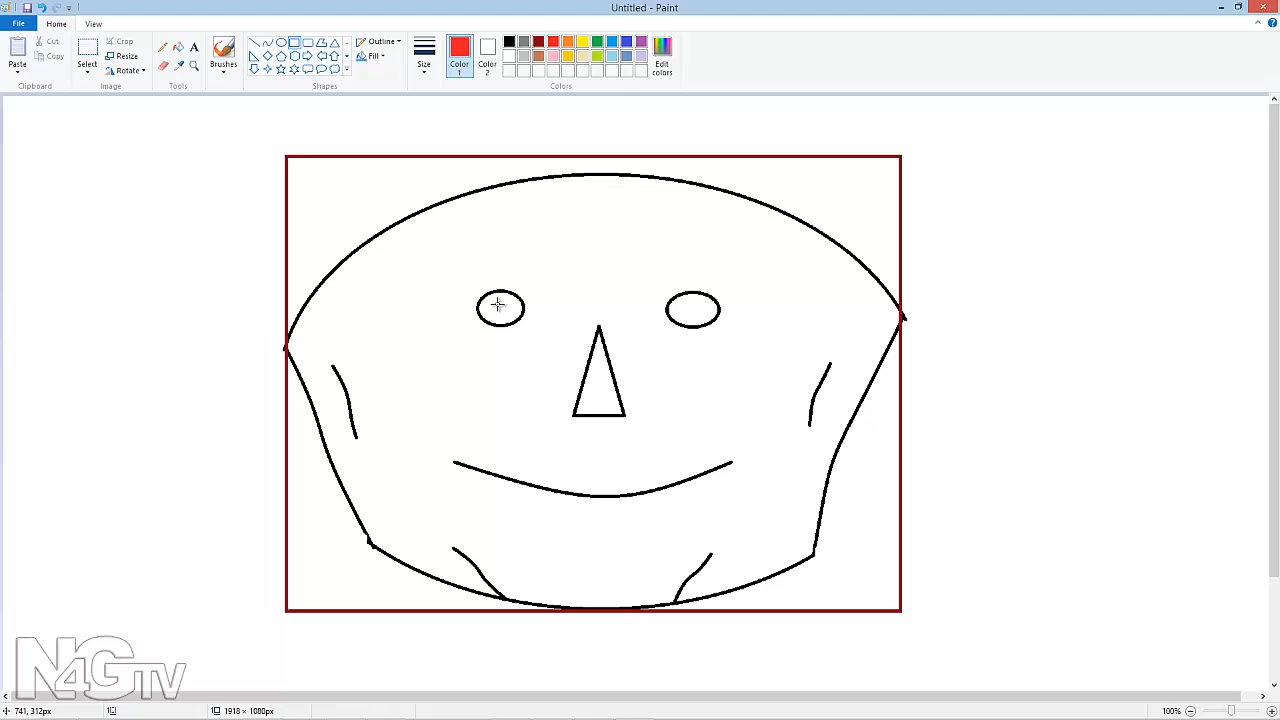 Untitled - Paint
File Home View
Paste
Cut
Copy
Clipboard
Select
Crop
Resize
Rotate
Image
A
Tools
Brushes
Outline
Fill
Shapes
Size
Color 1
Color 2
Edit colors
Colors
N4G TV
741, 312px
1918 × 1080px
100%